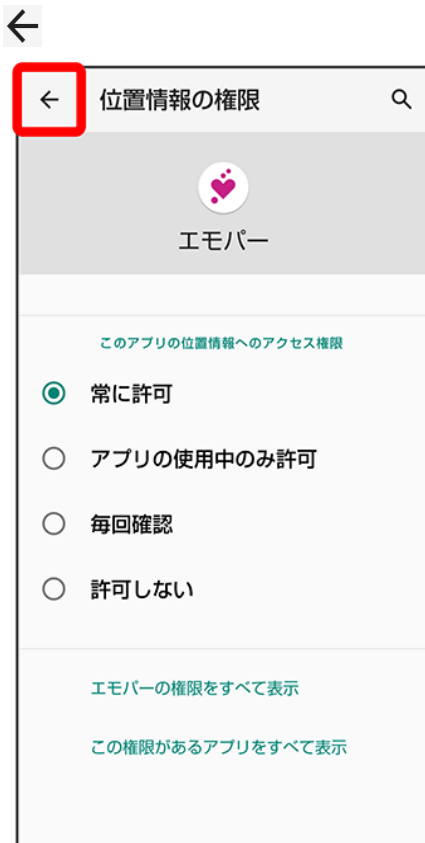 位置情報の権限
エモパー
このアプリの位置情報へのアクセス権限
常に許可
アプリの使用中のみ許可
毎回確認
許可しない
エモパーの権限をすべて表示
この権限があるアプリをすべて表示